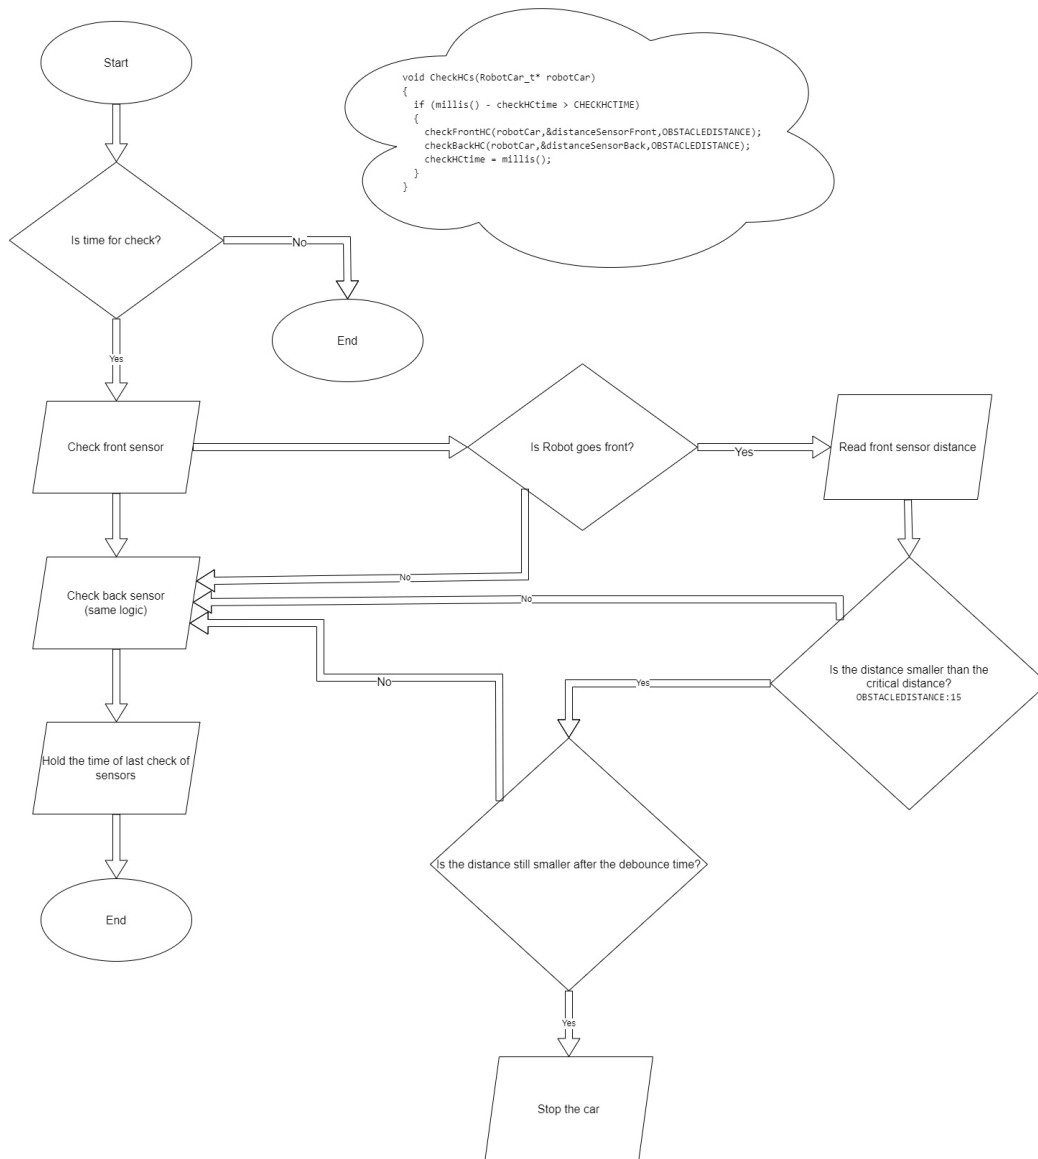 Start
void CheckHCs(RobotCar_t* robotCar)
{
if (millis() - checkHCtime > CHECKHCTIME)
{
checkFrontHC(robotCar,&distanceSensorFront,OBSTACLEDISTANCE);
checkBackHC(robotCar,&distanceSensorBack,OBSTACLEDISTANCE);
checkHCtime = millis();
}
}
Is time for check?
No
End
Yes
Check front sensor
Is Robot goes front?
Yes
Read front sensor distance
No
Check back sensor
(same logic)
No
Is the distance smaller than the
critical distance?
OBSTACLEDISTANCE:15
Yes
No
Hold the time of last check of
sensors
Is the distance still smaller after the debounce time?
End
Yes
Stop the car